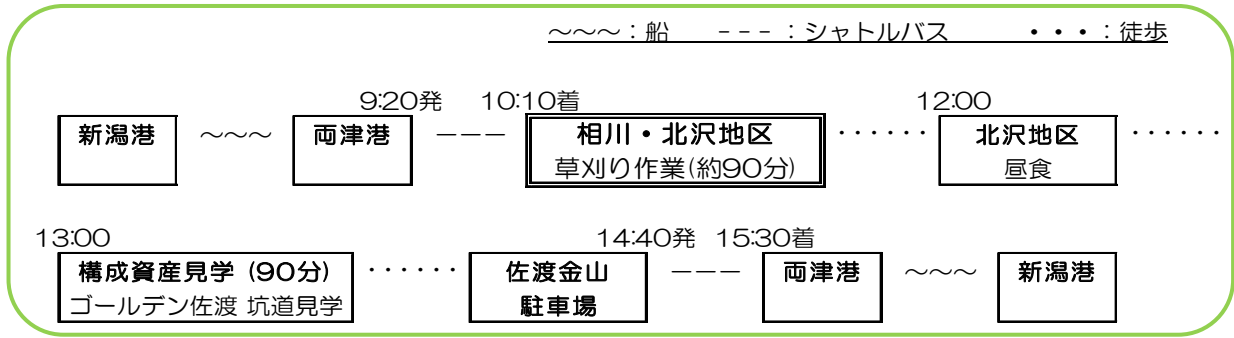 ～～～：船　　－－－：シャトルバス　　・・・：徒歩
9:20発　10:10着　12:00
新潟港　～～～　両津港　－－－　相川・北沢地区　・・・・・・　北沢地区　・・・・・・
草刈り作業(約90分)　昼食
13:00　14:40発　15:30着
構成資産見学 (90分)　・・・・・・　佐渡金山　－－－　両津港　～～～　新潟港
ゴールデン佐渡 坑道見学　駐車場